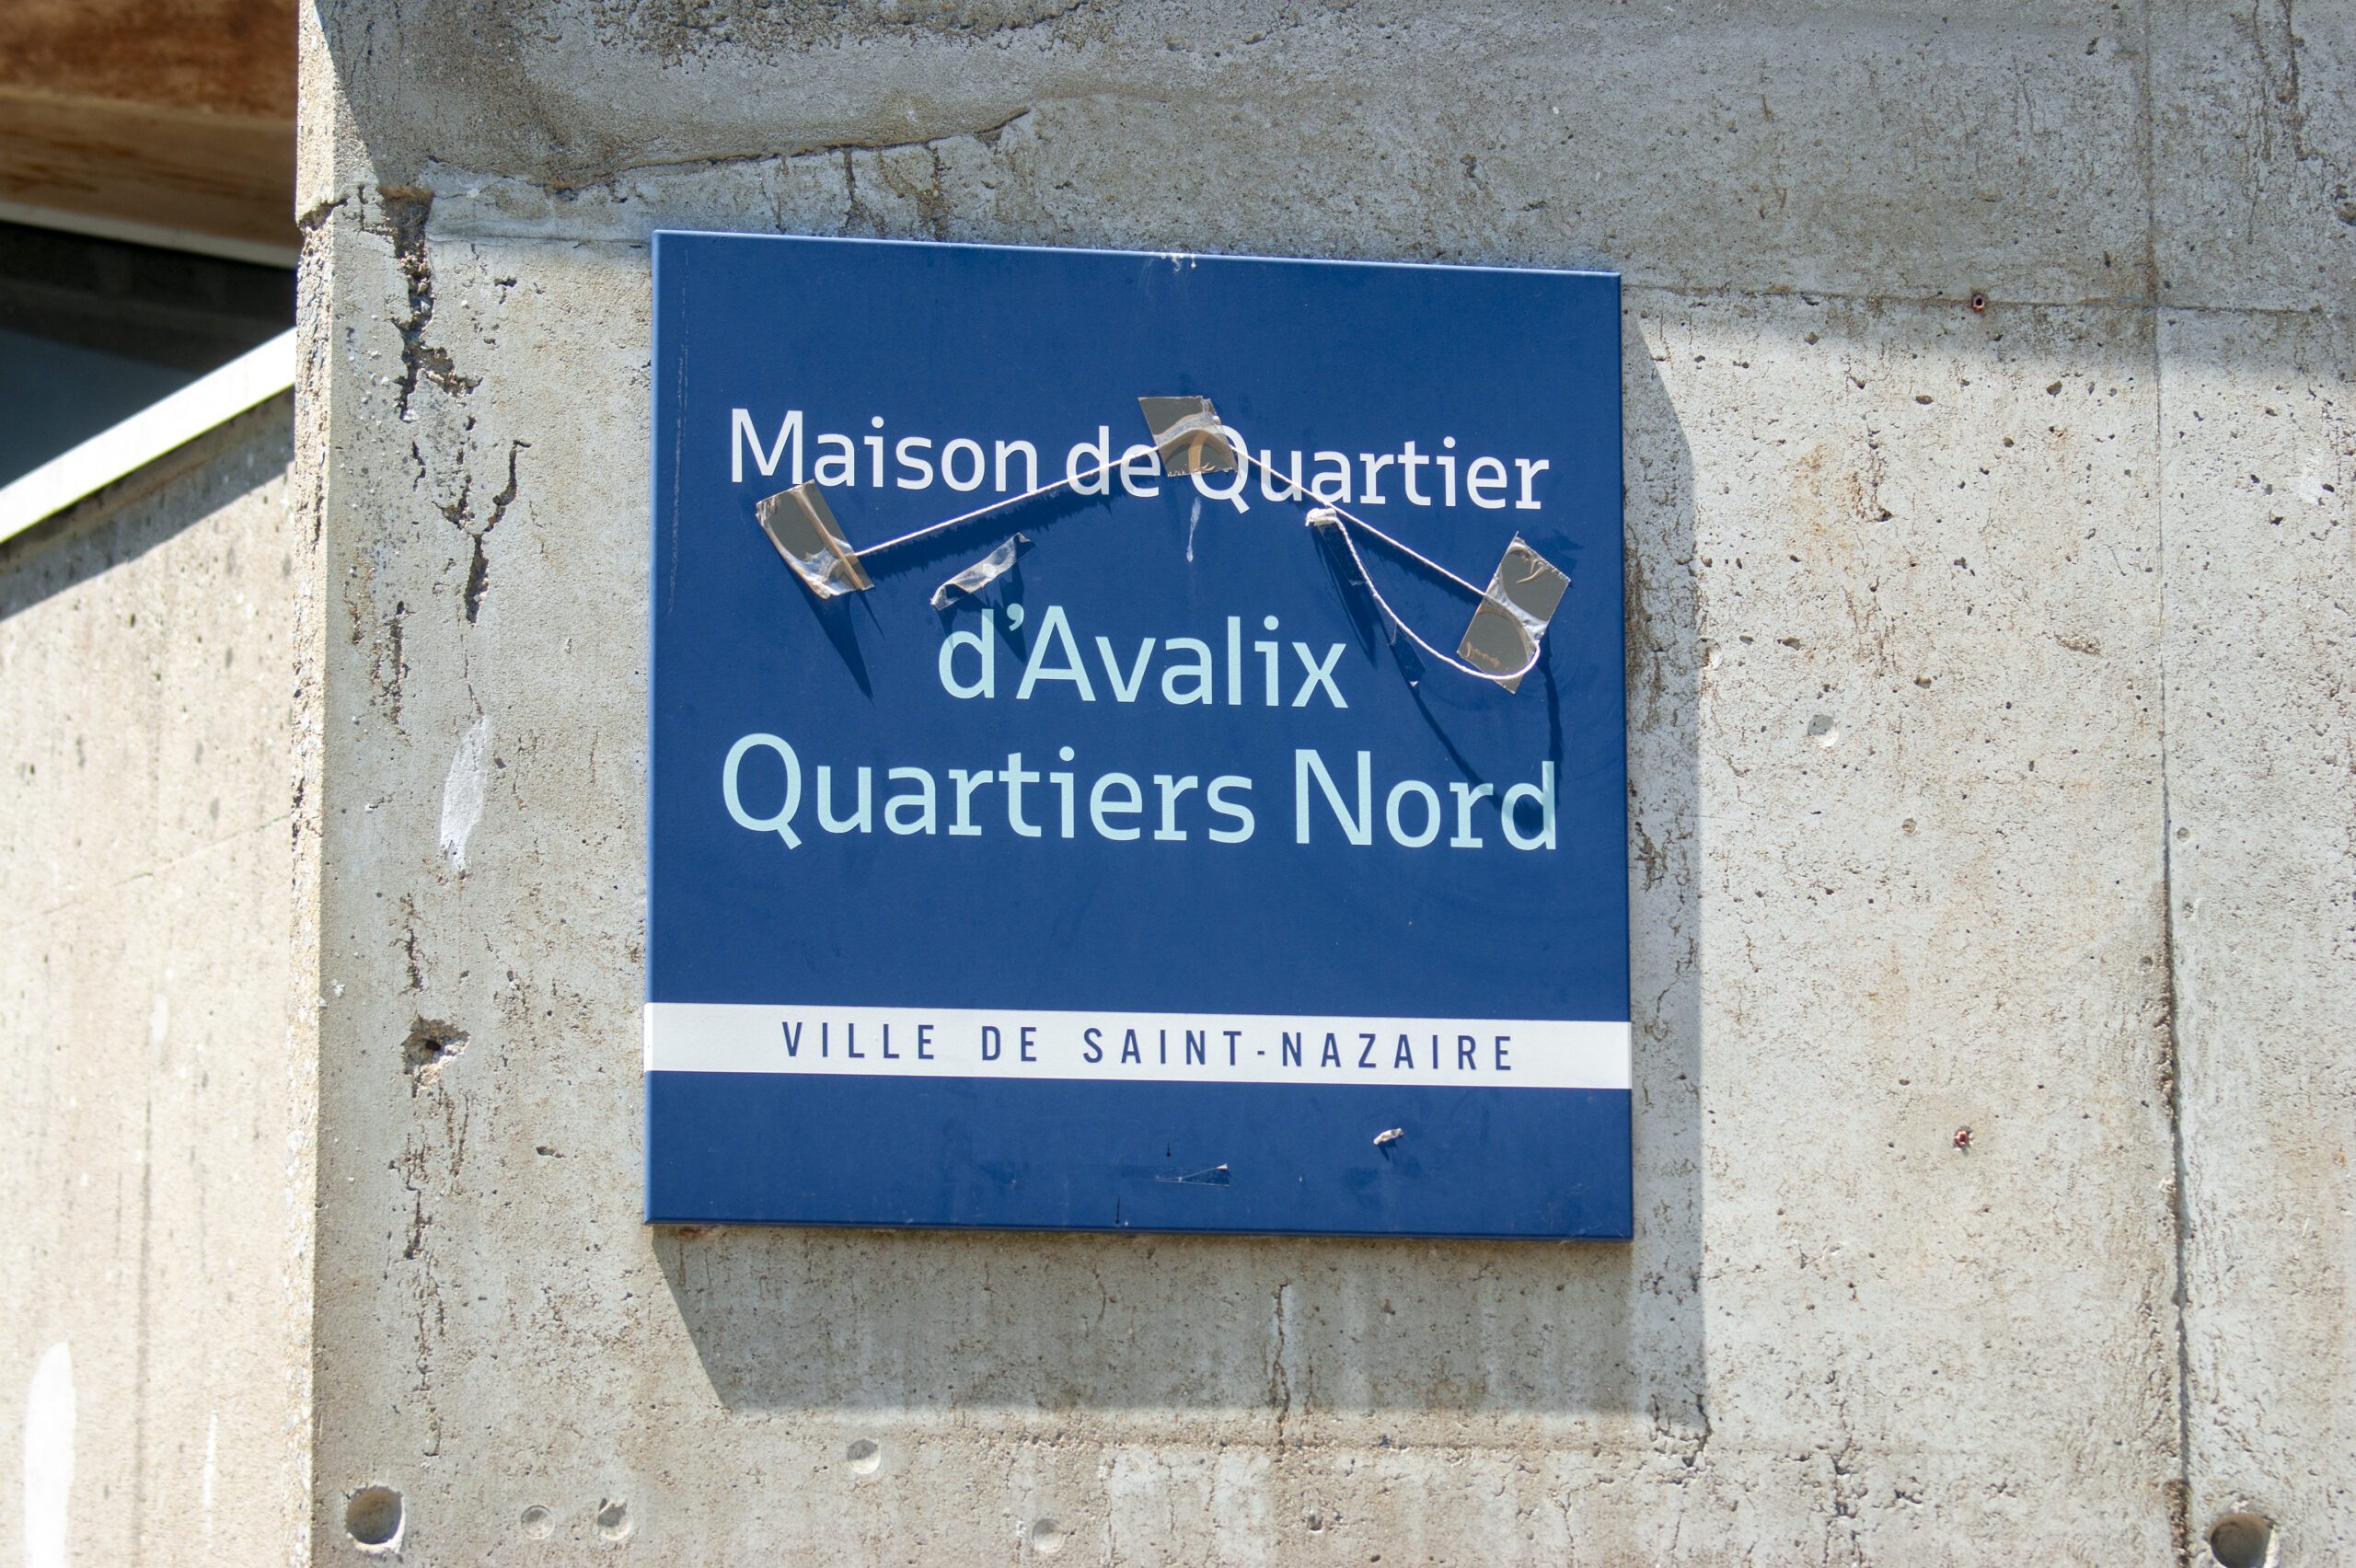 Maison de Quartier
d'Avalix
Quartiers Nord
VILLE DE SAINT-NAZAIRE